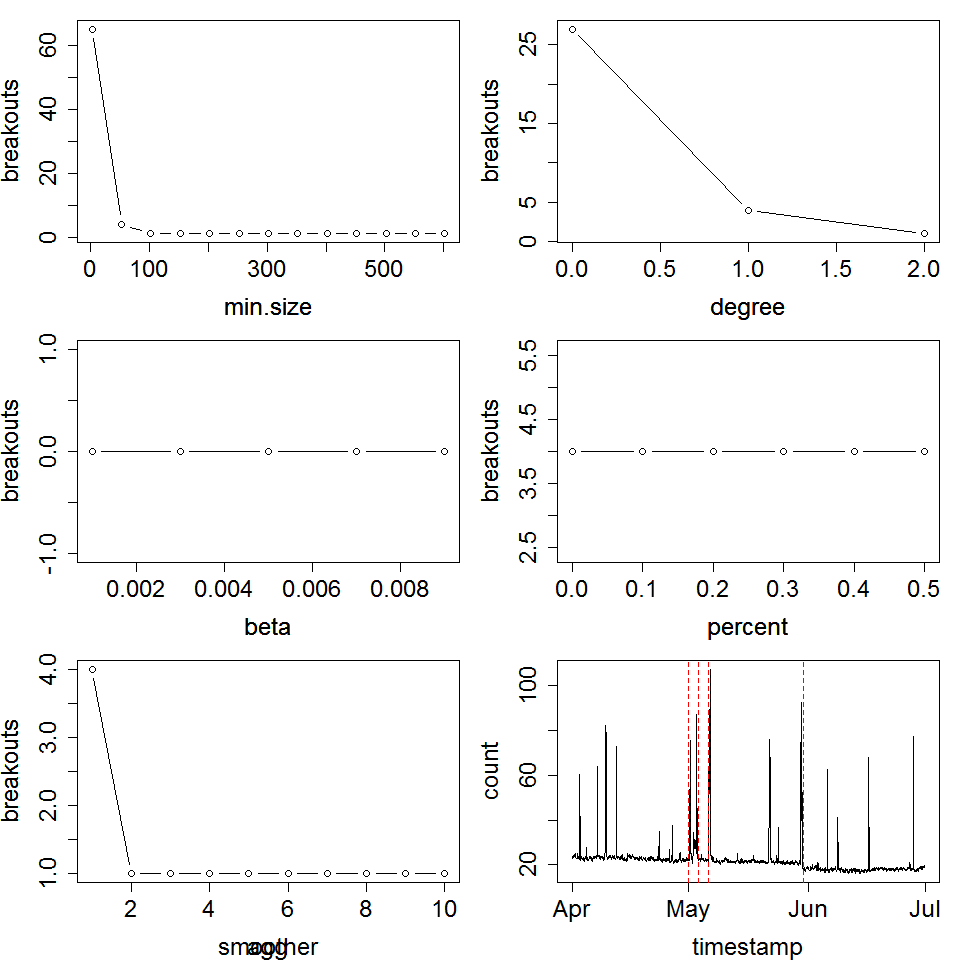 breakouts
0 20 40 60
0 100 300 500
min.size
breakouts
0 5 15 25
0.0 0.5 1.0 1.5 2.0
degree
breakouts
-1.0 0.0 1.0
0.002 0.004 0.006 0.008
beta
breakouts
2.5 3.5 4.5 5.5
0.0 0.1 0.2 0.3 0.4 0.5
percent
breakouts
1.0 2.0 3.0 4.0
2 4 6 8 10
count
20 60 100
Apr May Jun Jul
timestamp